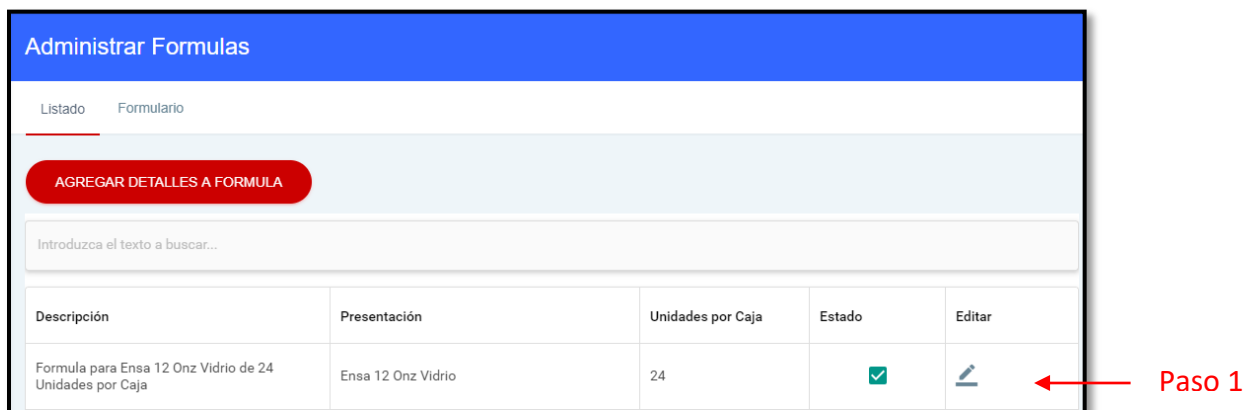 Administrar Formulas
Listado Formulario
AGREGAR DETALLES A FORMULA
Introduzca el texto a buscar...
Descripción Presentación Unidades por Caja Estado Editar
Formula para Ensa 12 Onz Vidrio de 24
Unidades por Caja
Ensa 12 Onz Vidrio
24
Paso 1